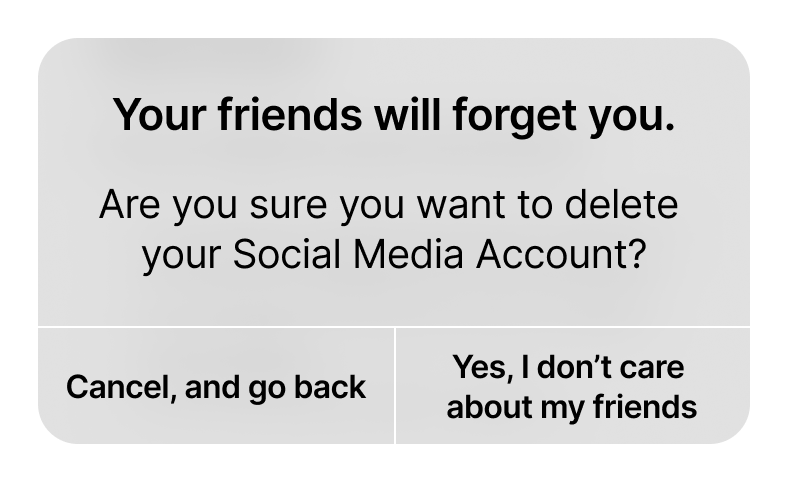 Your friends will forget you.
Are you sure you want to delete
your Social Media Account?
Cancel, and go back
Yes, I don’t care
about my friends